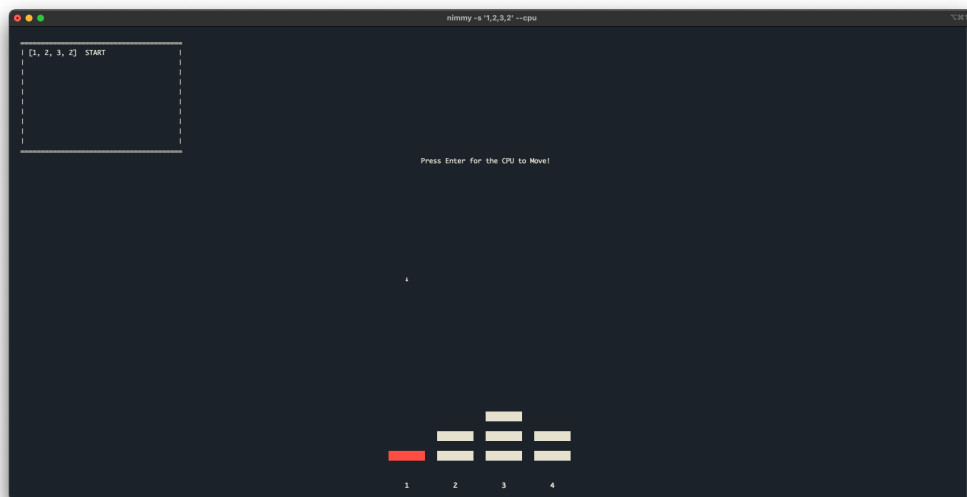 nimmy -s '1,2,3,2' --cpu
[1, 2, 3, 2] START
Press Enter for the CPU to Move!
↓
1 2 3 4